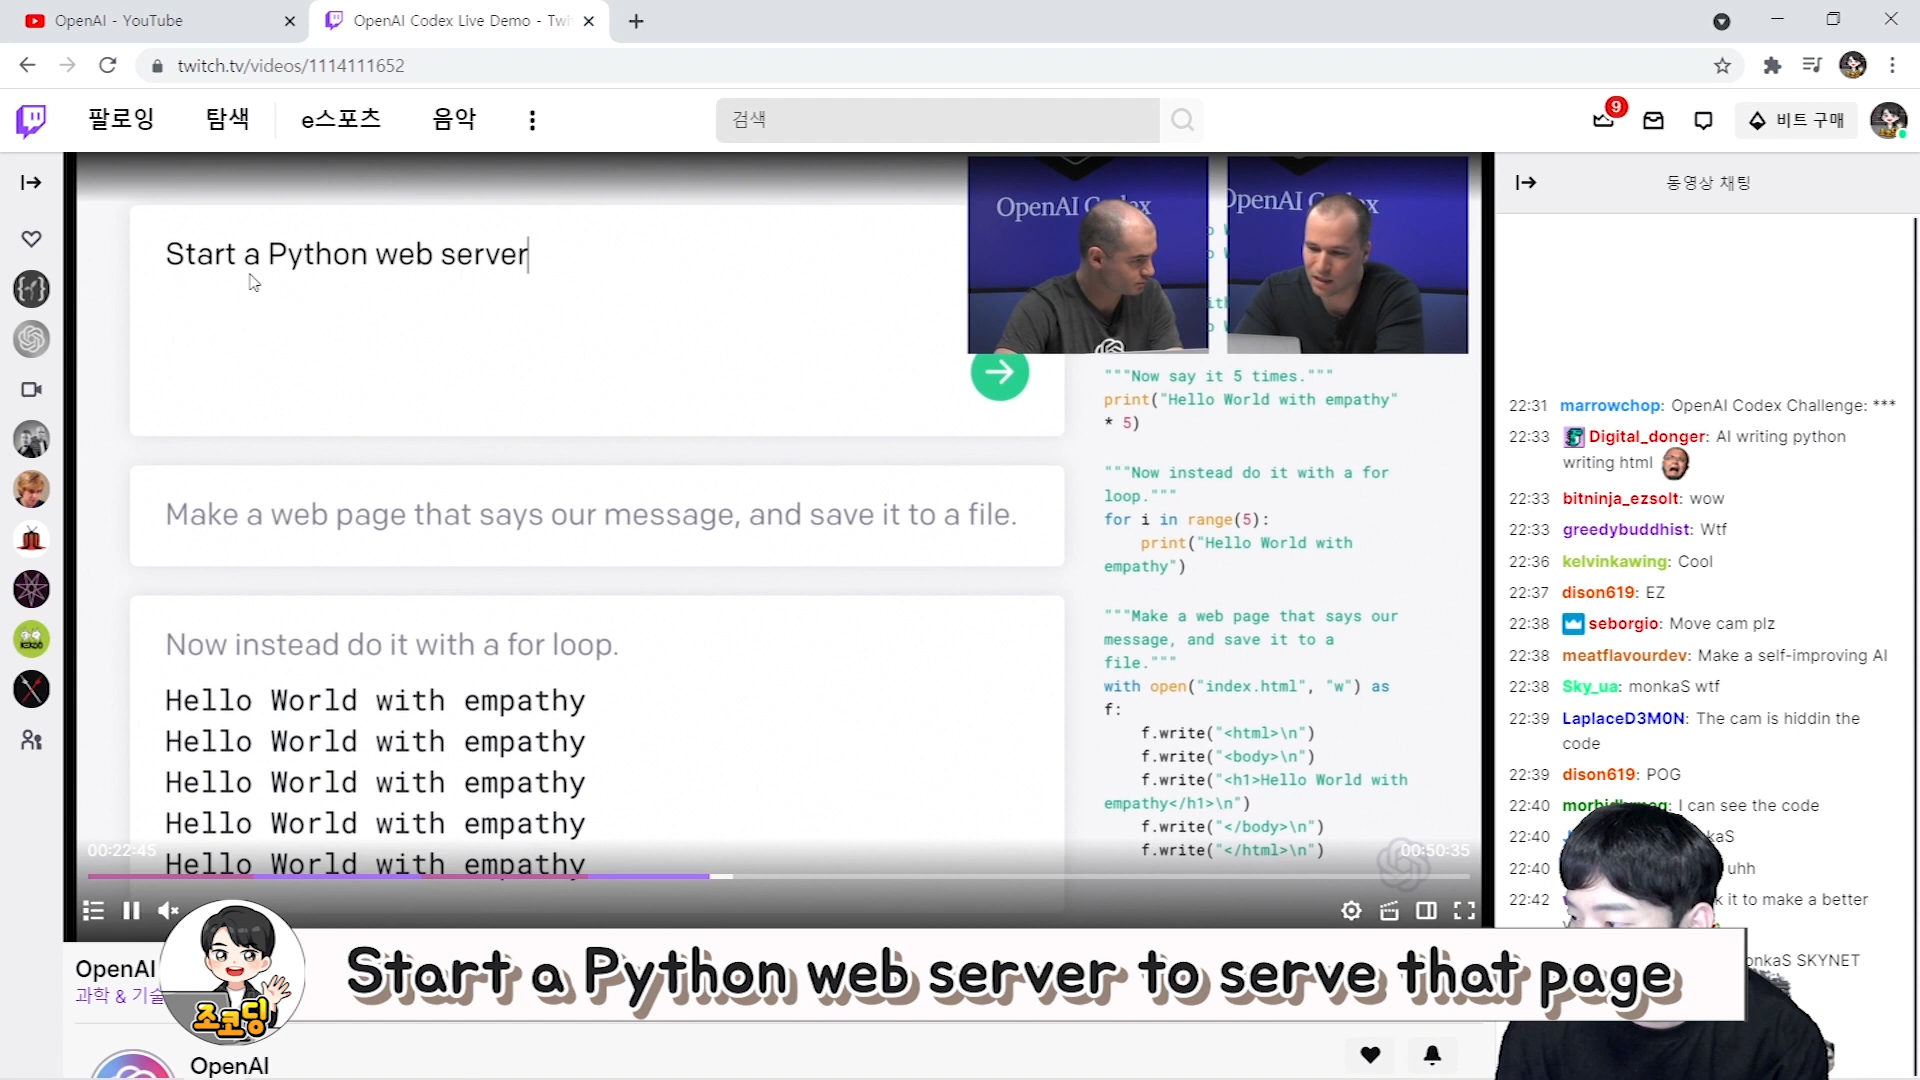 OpenAI - YouTube
OpenAI Codex Live Demo - Twi
twitch.tv/videos/1114111652
팔로잉
탐색
e스포츠
음악
검색
9
비트 구매
Start a Python web server
OpenAI Codex
OpenAI Codex
Make a web page that says our message, and save it to a file.
Now instead do it with a for loop.
Hello World with empathy
Hello World with empathy
Hello World with empathy
Hello World with empathy
Hello World with empathy
"""Now say it 5 times."""
print("Hello World with empathy"
* 5)
"""Now instead do it with a for
loop."""
for i in range(5):
print("Hello World with
empathy")
"""Make a web page that says our
message, and save it to a
file."""
with open("index.html", "w") as
f:
f.write("<html>\n")
f.write("<body>\n")
f.write("<h1>Hello World with
empathy</h1>\n")
f.write("</body>\n")
f.write("</html>\n")
00:22:45
00:50:35
동영상 채팅
22:31 marrowchop: OpenAI Codex Challenge: ***
22:33 Digital_donger: AI writing python
writing html
22:33 bitninja_ezsolt: wow
22:33 greedybuddhist: Wtf
22:36 kelvinkawing: Cool
22:37 dison619: EZ
22:38 seborgio: Move cam plz
22:38 meatflavourdev: Make a self-improving AI
22:38 Sky_ua: monkaS wtf
22:39 LaplaceD3M0N: The cam is hiddin the
code
22:39 dison619: POG
22:40 I can see the code
22:40
22:40 uhh
22:42 it to make a better
SKYNET
OpenAI
과학 & 기술
조코딩
Start a Python web server to serve that page
OpenAI